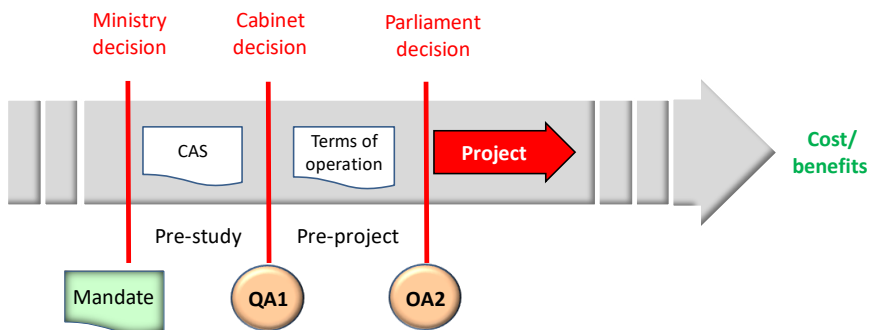 Ministry
decision
Cabinet
decision
Parliament
decision
CAS
Terms of
operation
Project
Cost/
benefits
Pre-study
Pre-project
Mandate
QA1
OA2